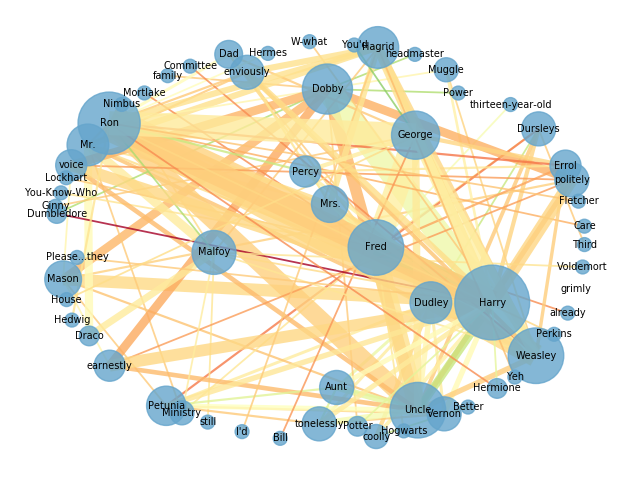 W-what
You'd
Hagrid
Dad
Hermes
headmaster
Committee
family
enviously
Muggle
Mortlake
Dobby
Power
Nimbus
thirteen-year-old
Ron
George
Dursleys
Mr.
voice
Percy
Errol
Lockhart
politely
You-Know-Who
Mrs.
Fletcher
Ginny
Dumbledore
Care
Fred
Third
Malfoy
Please...they
Voldemort
Mason
grimly
House
Dudley
Harry
already
Hedwig
Draco
Perkins
Weasley
earnestly
Yeh
Aunt
Hermione
Petunia
Ministry
Uncle
Vernon
Better
still
tonelessly
Potter
I'd
Bill
coolly
Hogwarts